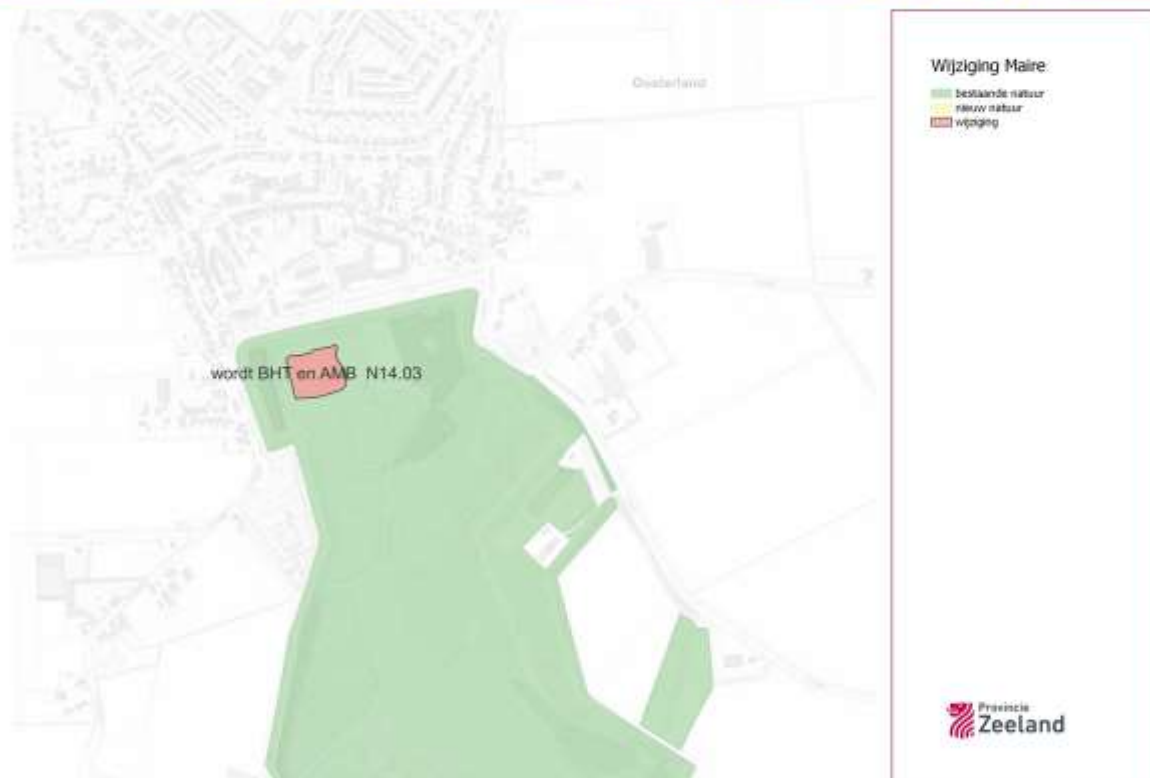 Oosterland
Wijziging Maire
bestaande natuur
nieuw natuur
wijziging
...wordt BHT en AMB N14.03
Provincie
Zeeland